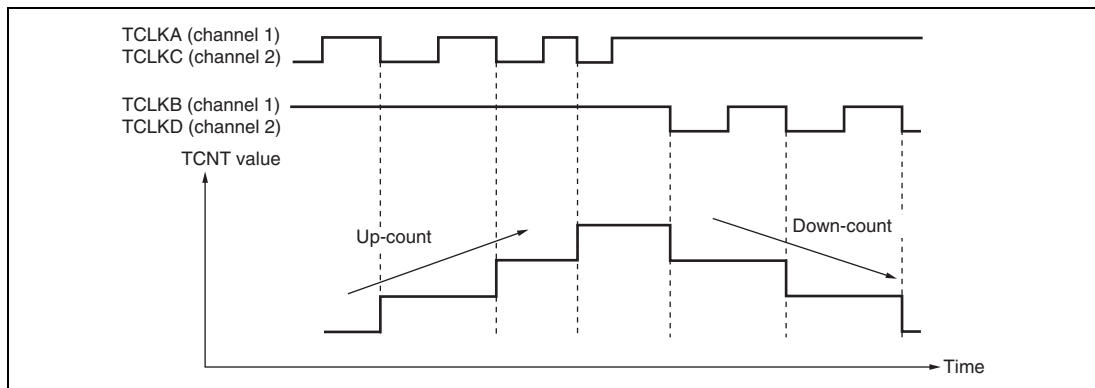 TCLKA (channel 1)
TCLKC (channel 2)
TCLKB (channel 1)
TCLKD (channel 2)
TCNT value
Up-count
Down-count
Time